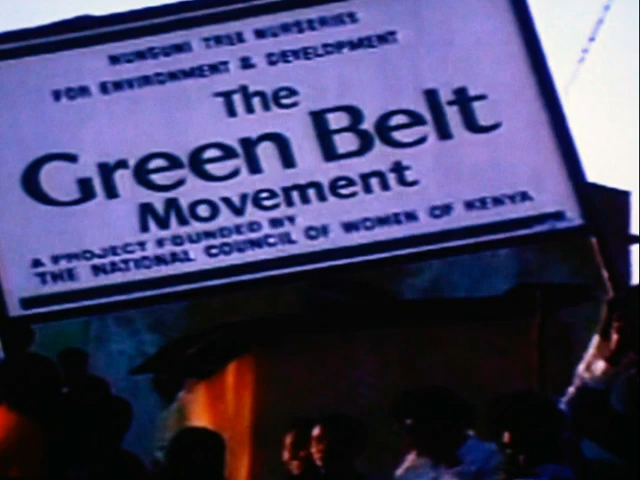 NUNGUNI TREE NURSERIES
FOR ENVIRONMENT & DEVELOPMENT
The
Green Belt
Movement
A PROJECT FOUNDED BY
THE NATIONAL COUNCIL OF WOMEN OF KENYA